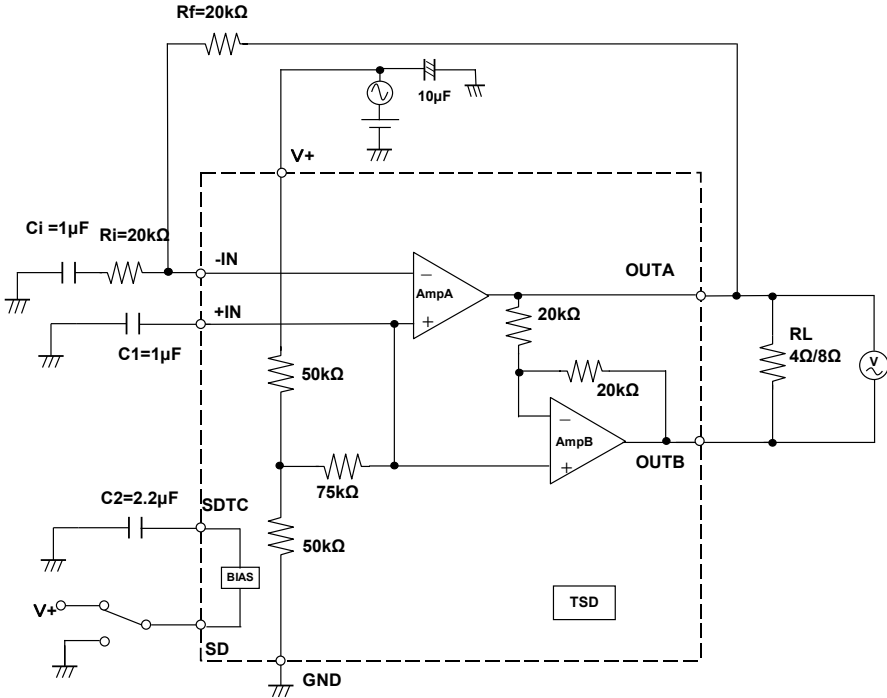 Rf=20kΩ
10µF
V+
Ci =1µF
Ri=20kΩ
-IN
OUTA
AmpA
+IN
C1=1µF
20kΩ
RL
4Ω/8Ω
V
50kΩ
20kΩ
AmpB
OUTB
75kΩ
C2=2.2µF
SDTC
50kΩ
BIAS
TSD
V+
SD
GND